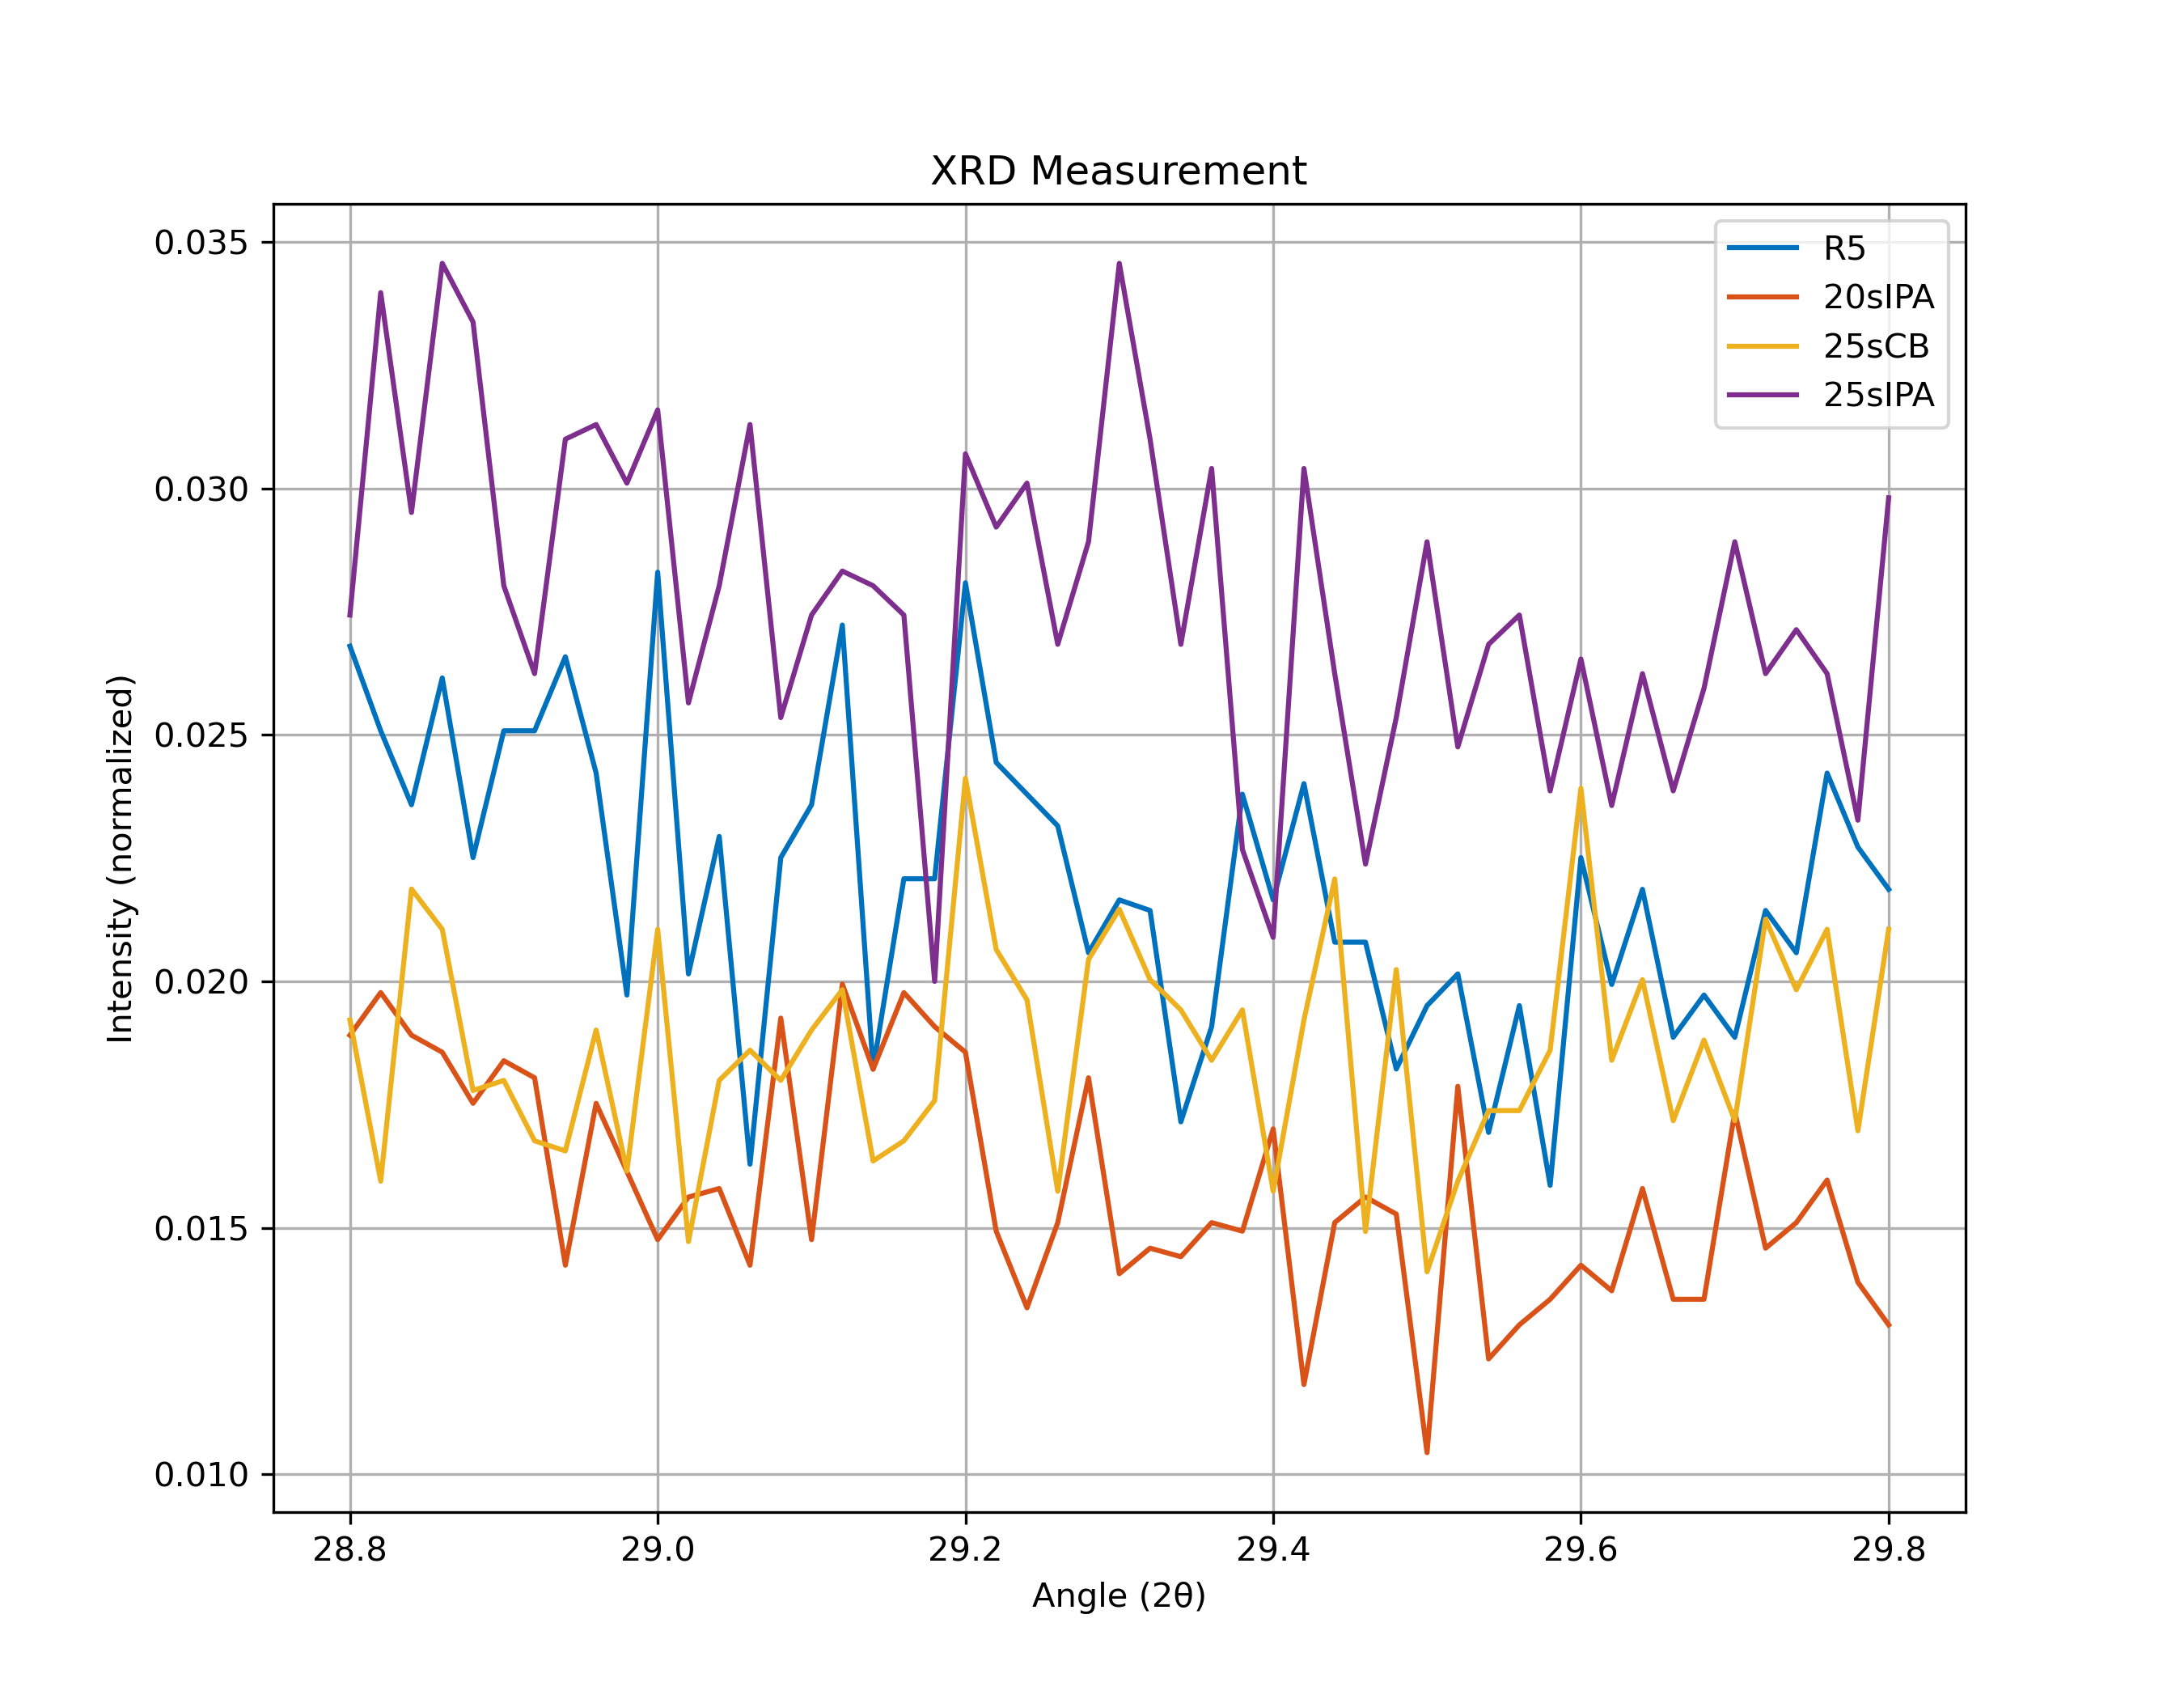 XRD Measurement
R5
20sIPA
25sCB
25sIPA
0.035
0.030
0.025
0.020
0.015
0.010
Intensity (normalized)
28.8 29.0 29.2 29.4 29.6 29.8
Angle (2θ)